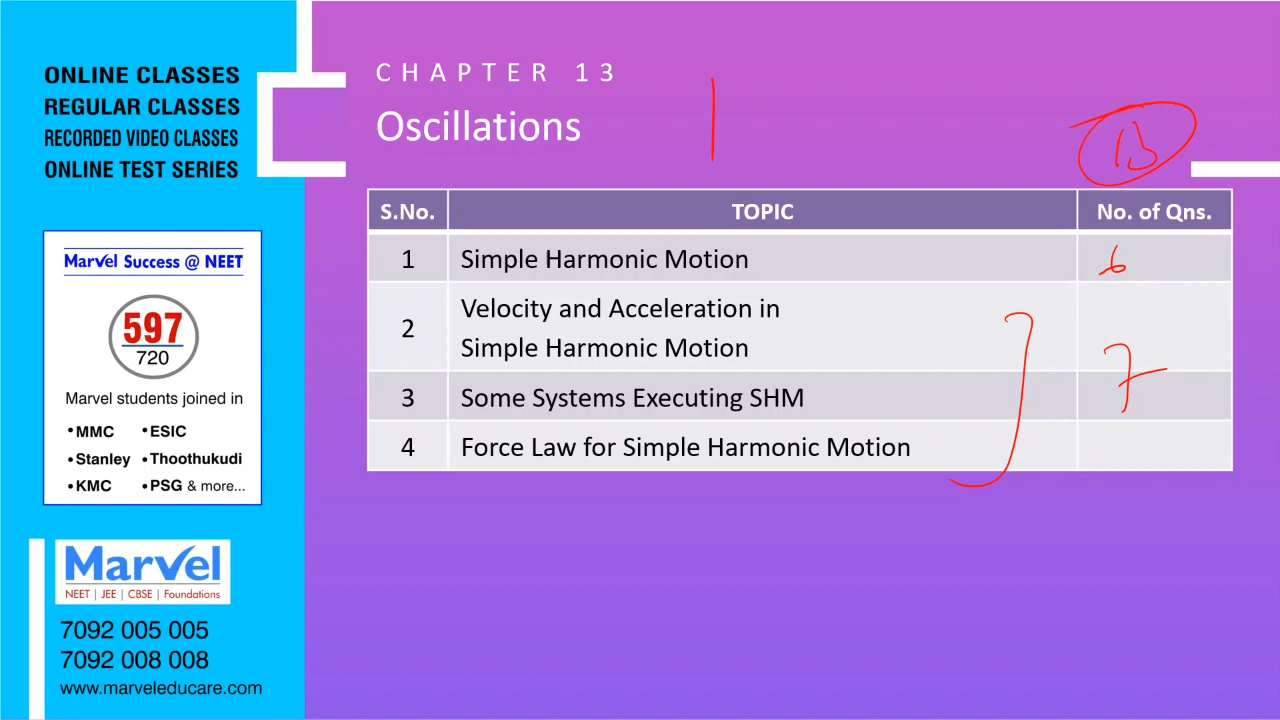 ONLINE CLASSES
REGULAR CLASSES
RECORDED VIDEO CLASSES
ONLINE TEST SERIES
Marvel Success @ NEET
597
720
Marvel students joined in
•MMC •ESIC
•Stanley •Thoothukudi
•KMC •PSG & more...
Marvel
NEET | JEE | CBSE | Foundations
7092 005 005
7092 008 008
www.marveleducare.com
CHAPTER 13
Oscillations
13
S.No. TOPIC No. of Qns.
1 Simple Harmonic Motion 6
2 Velocity and Acceleration in
Simple Harmonic Motion
7
3 Some Systems Executing SHM
4 Force Law for Simple Harmonic Motion